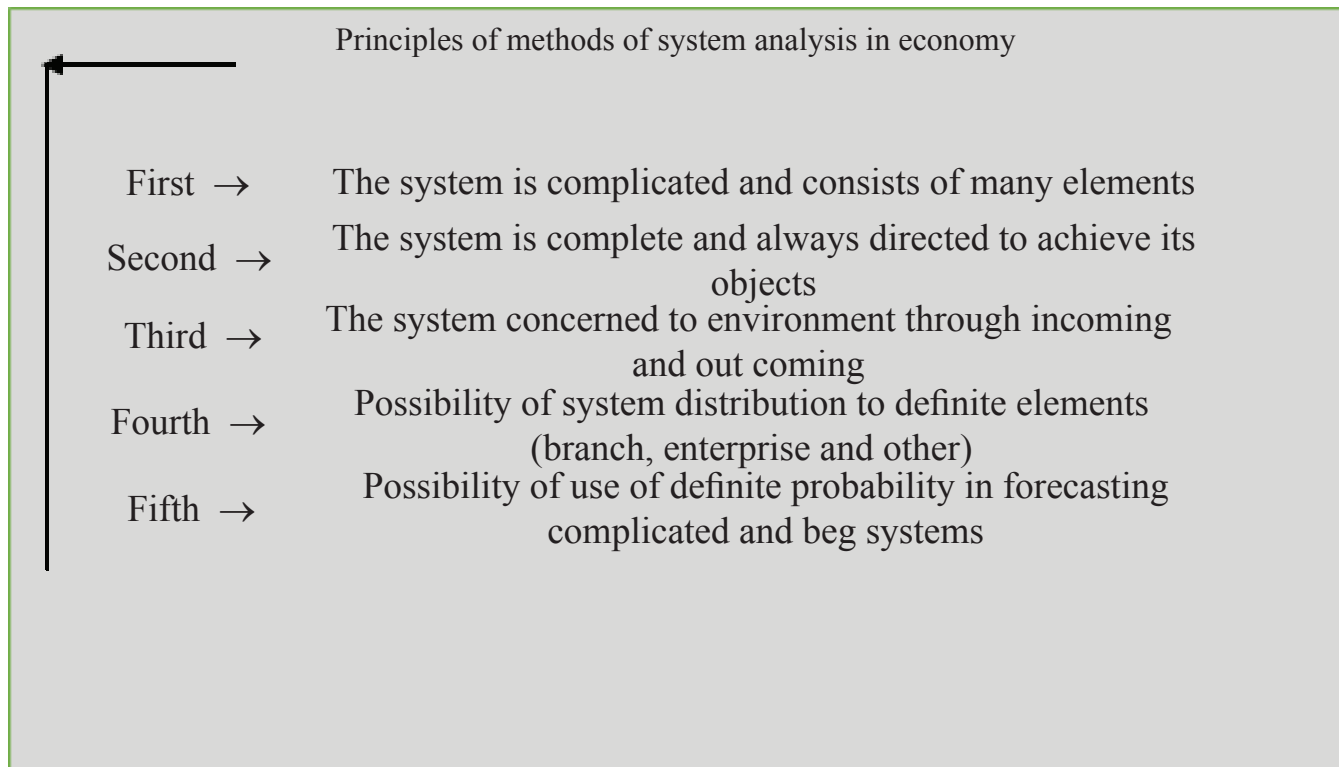 Principles of methods of system analysis in economy
First → The system is complicated and consists of many elements
Second → The system is complete and always directed to achieve its
objects
Third → The system concerned to environment through incoming
and out coming
Fourth → Possibility of system distribution to definite elements
(branch, enterprise and other)
Fifth → Possibility of use of definite probability in forecasting
complicated and beg systems